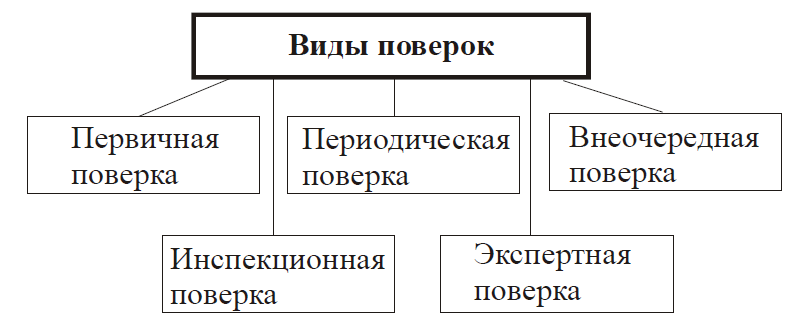 Виды поверок
Первичная
поверка
Периодическая
поверка
Внеочередная
поверка
Инспекционная
поверка
Экспертная
поверка